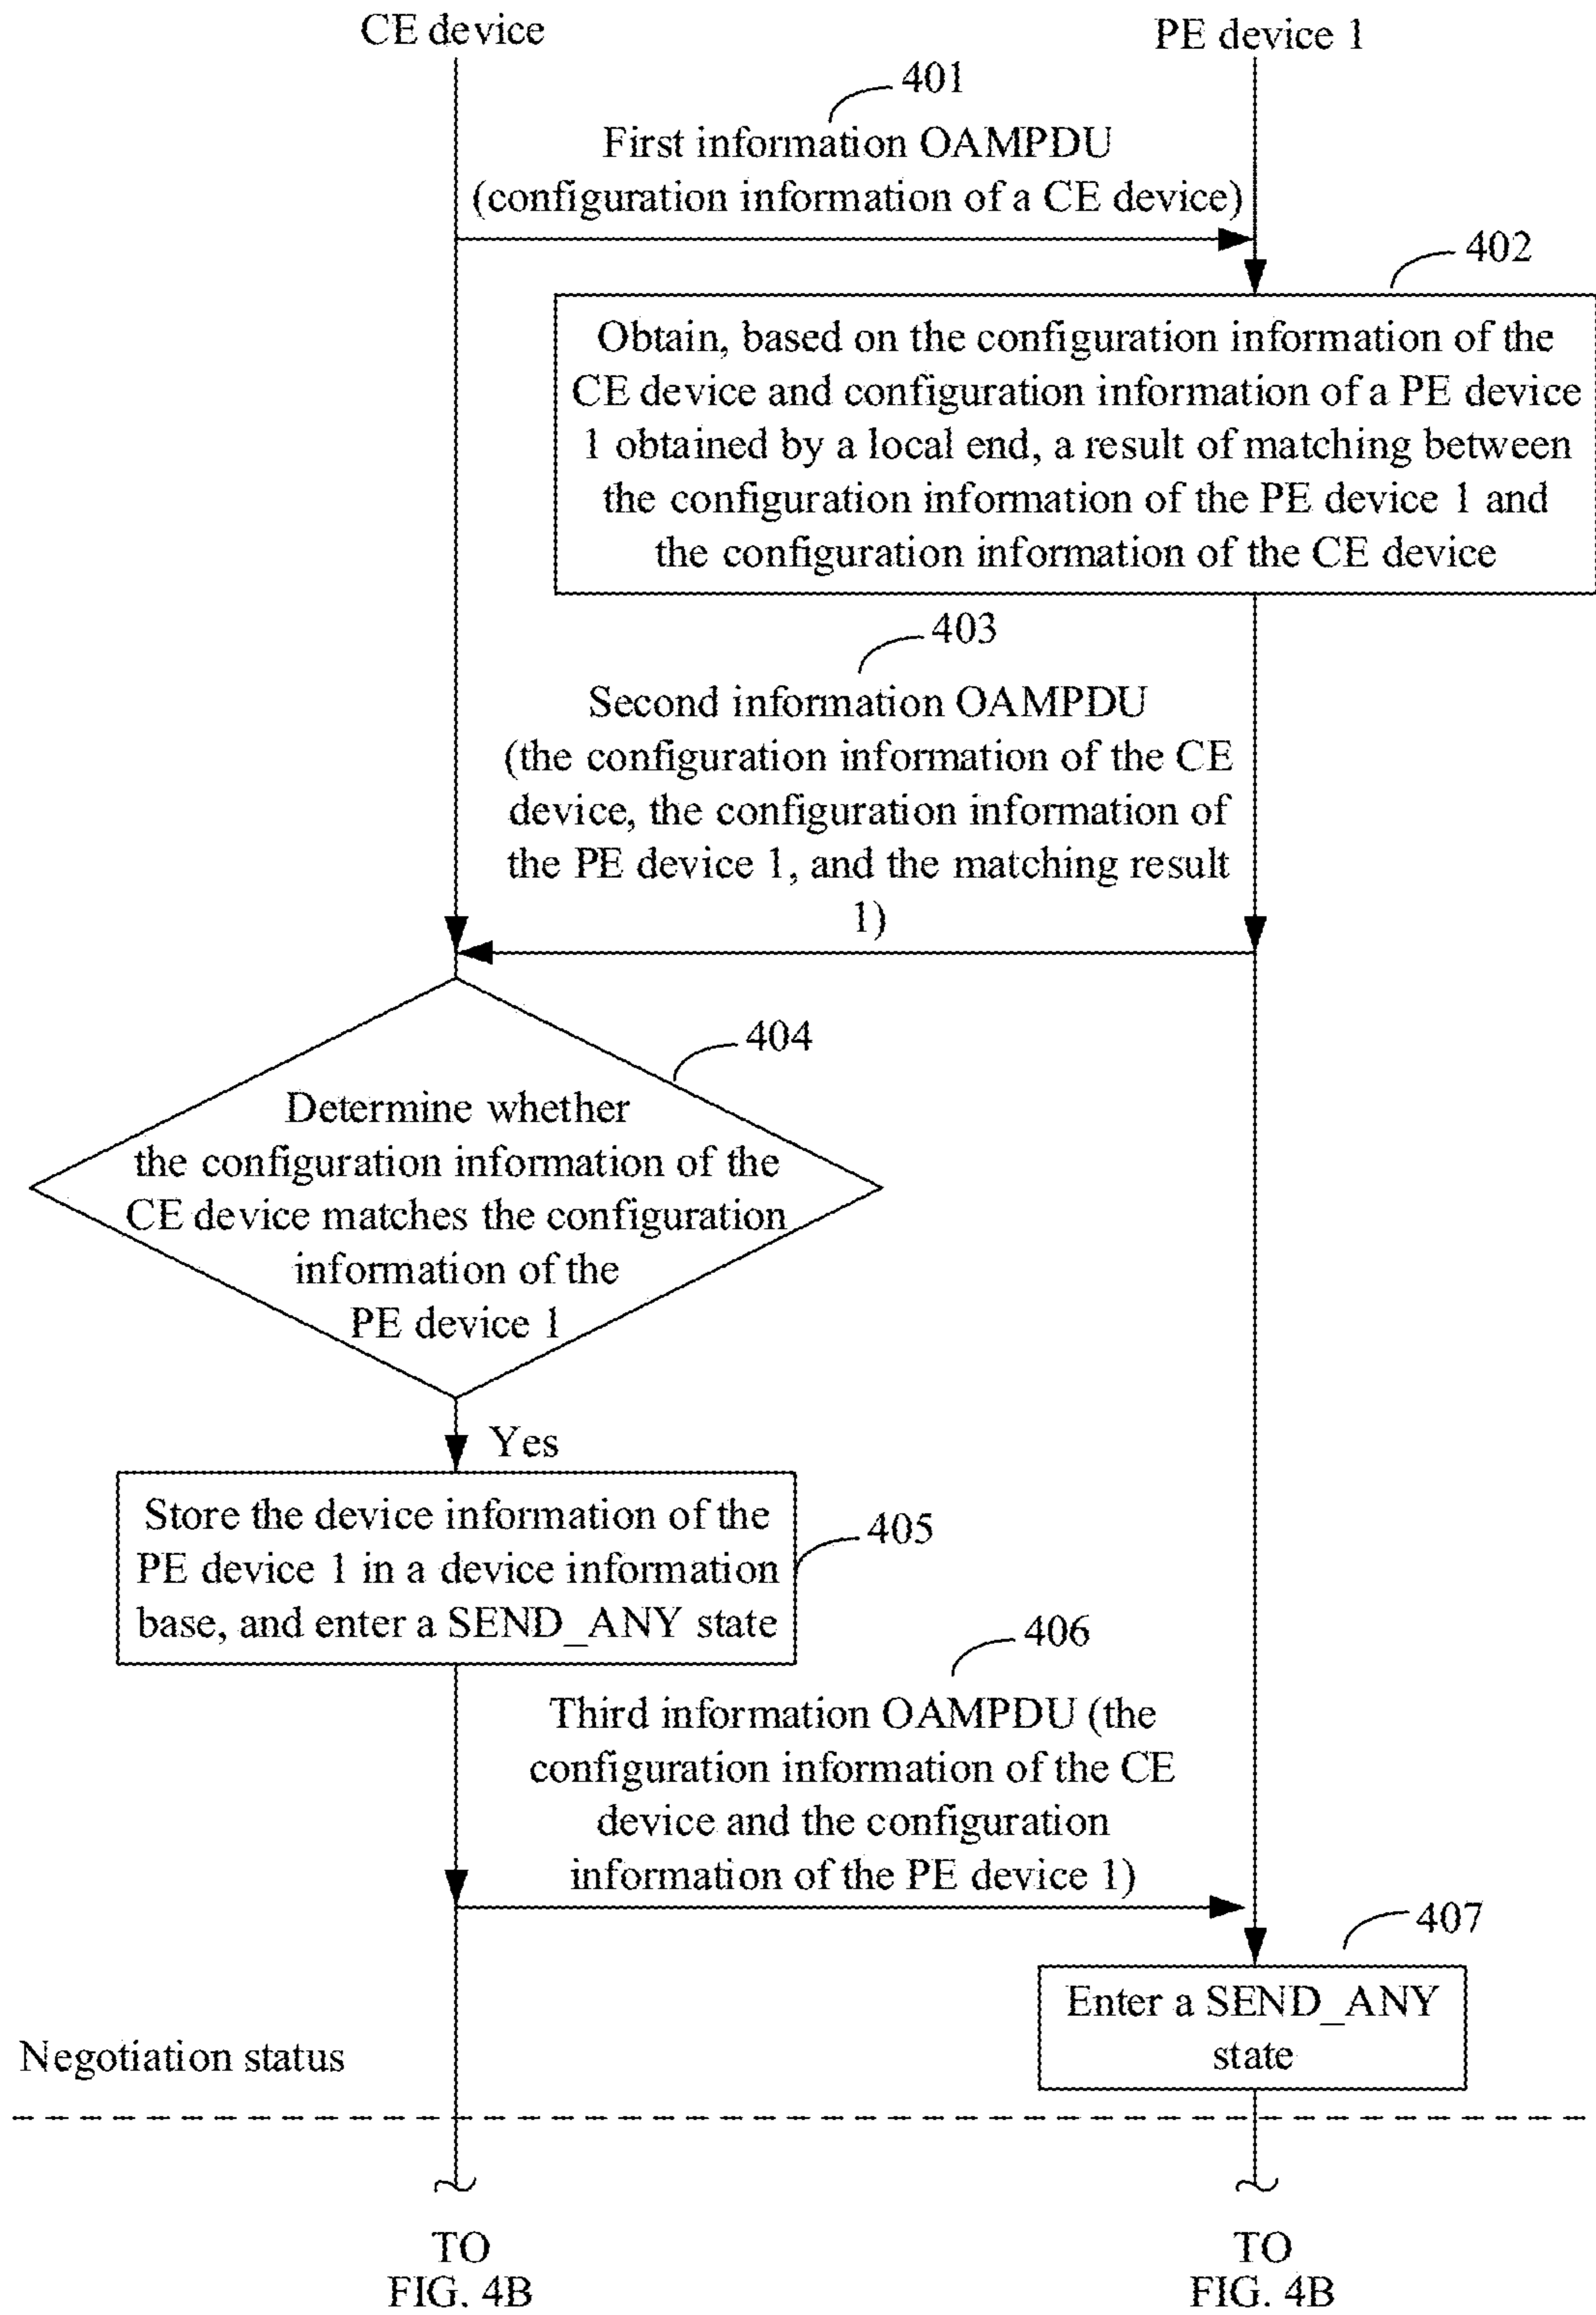 CE device
PE device 1
401
First information OAMPDU
(configuration information of a CE device)
402
Obtain, based on the configuration information of the
CE device and configuration information of a PE device
1 obtained by a local end, a result of matching between
the configuration information of the PE device 1 and
the configuration information of the CE device
403
Second information OAMPDU
(the configuration information of the CE
device, the configuration information of
the PE device 1, and the matching result
1)
404
Determine whether
the configuration information of the
CE device matches the configuration
information of the
PE device 1
Yes
Store the device information of the
PE device 1 in a device information
base, and enter a SEND_ANY state
405
406
Third information OAMPDU (the
configuration information of the CE
device and the configuration
information of the PE device 1)
407
Enter a SEND_ANY
state
Negotiation status
TO
FIG. 4B
TO
FIG. 4B